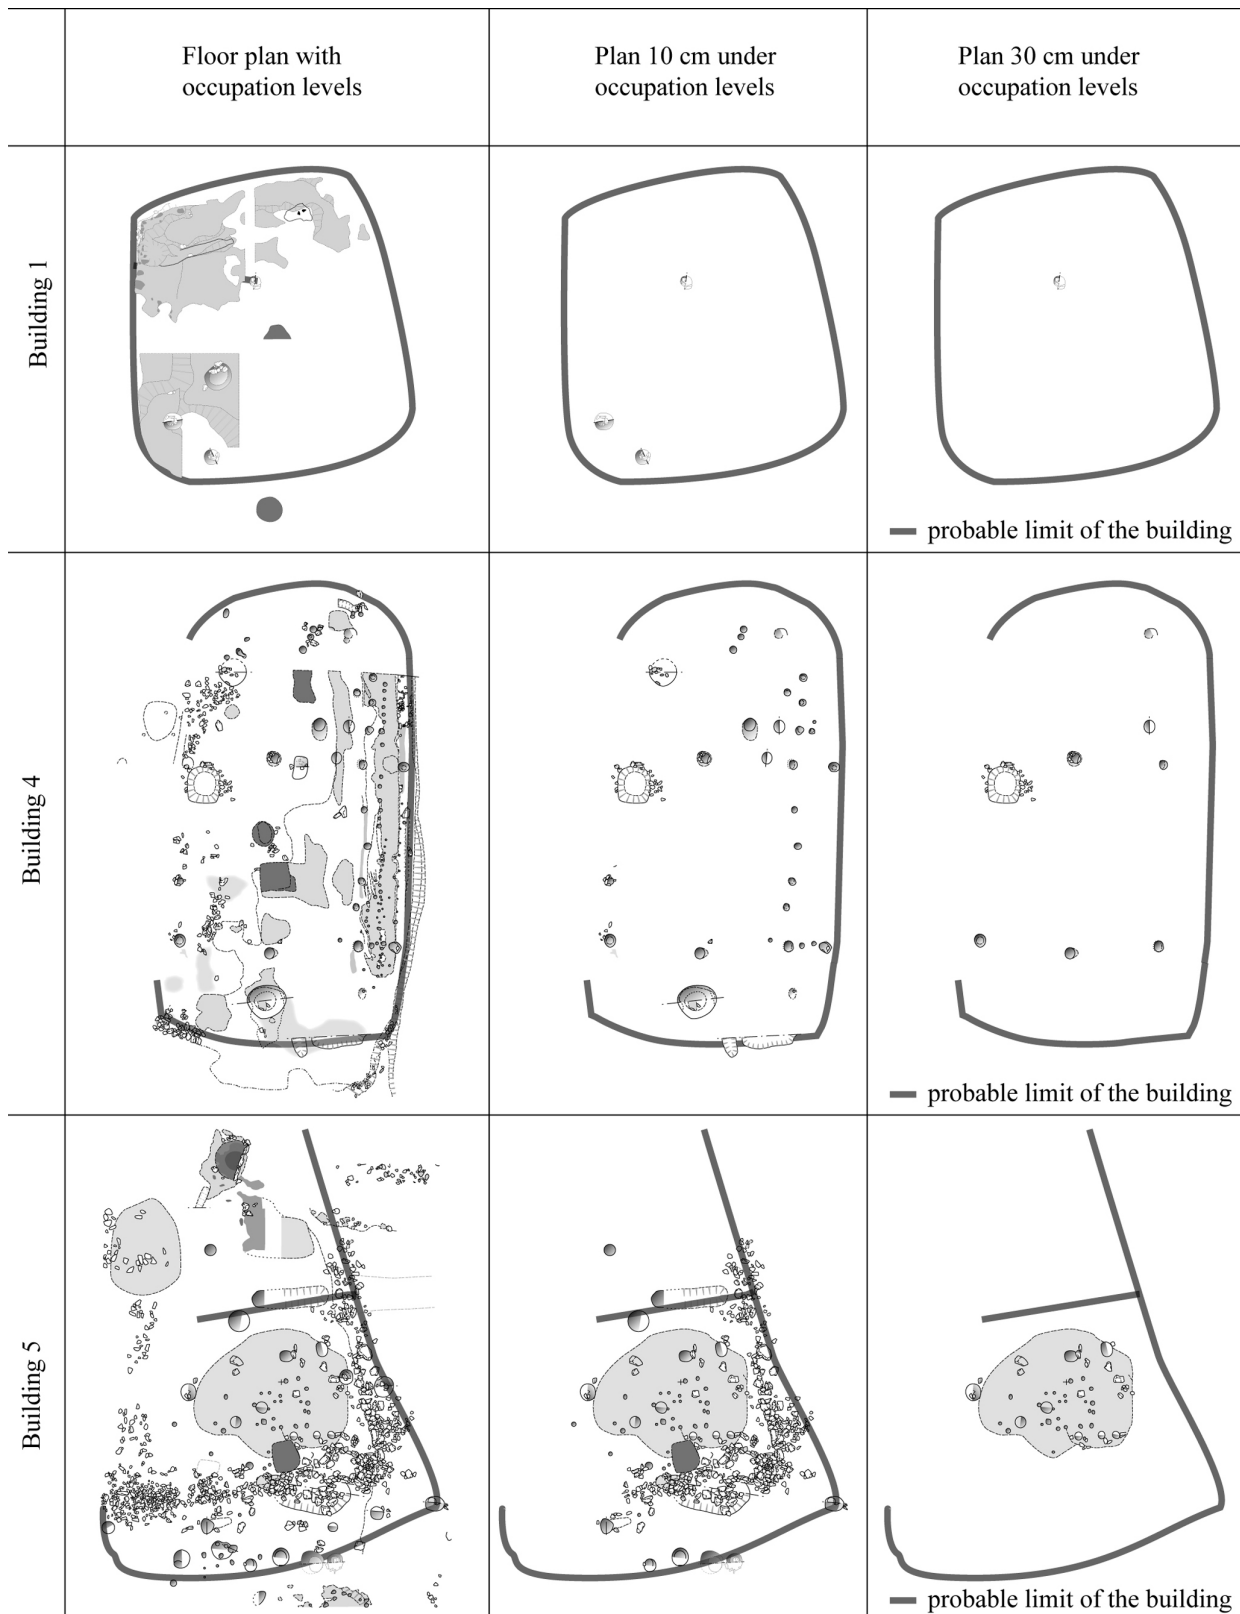 Floor plan with
occupation levels
Plan 10 cm under
occupation levels
Plan 30 cm under
occupation levels
Building 1
probable limit of the building
Building 4
probable limit of the building
Building 5
probable limit of the building